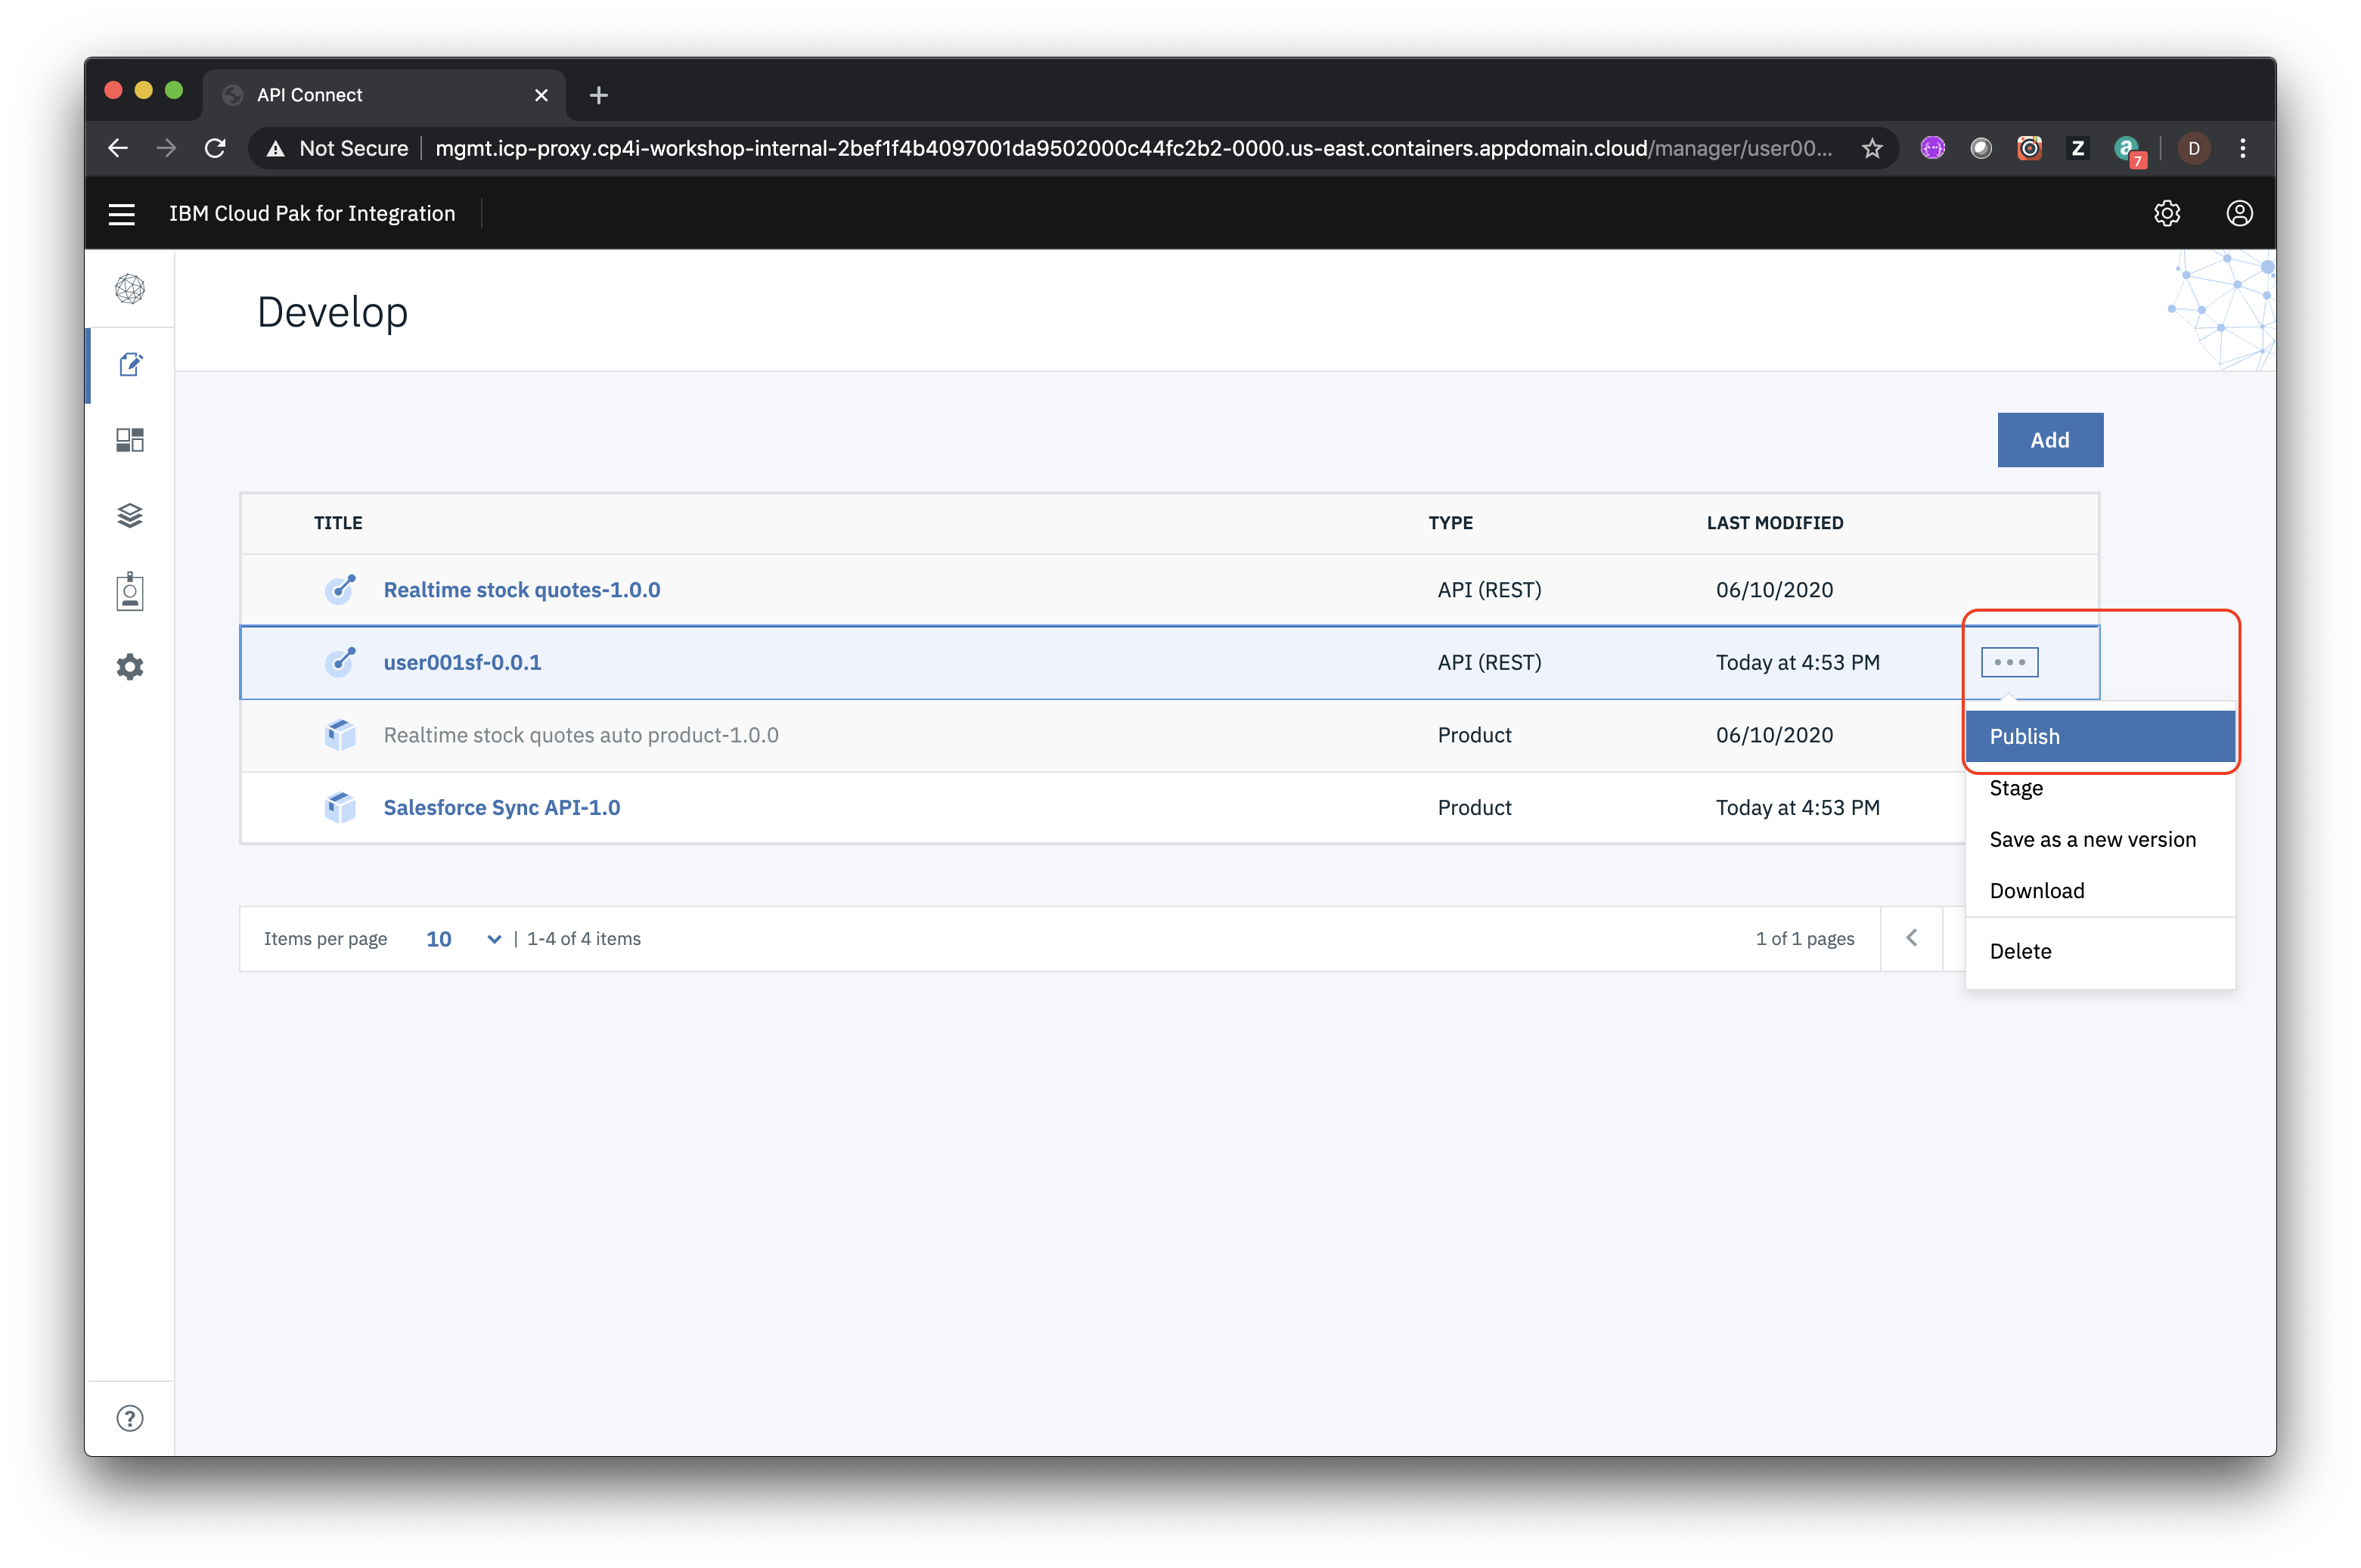 API Connect
Not Secure | mgmt.icp-proxy.cp4i-workshop-internal-2bef1f4b4097001da9502000c44fc2b2-0000.us-east.containers.appdomain.cloud/manager/user00...
Z
a
7
D
IBM Cloud Pak for Integration
Develop
Add
TITLE TYPE LAST MODIFIED
Realtime stock quotes-1.0.0 API (REST) 06/10/2020
user001sf-0.0.1 API (REST) Today at 4:53 PM
Realtime stock quotes auto product-1.0.0 Product 06/10/2020
Salesforce Sync API-1.0 Product Today at 4:53 PM
Publish
Stage
Save as a new version
Download
Delete
Items per page 10 | 1-4 of 4 items 1 of 1 pages
?